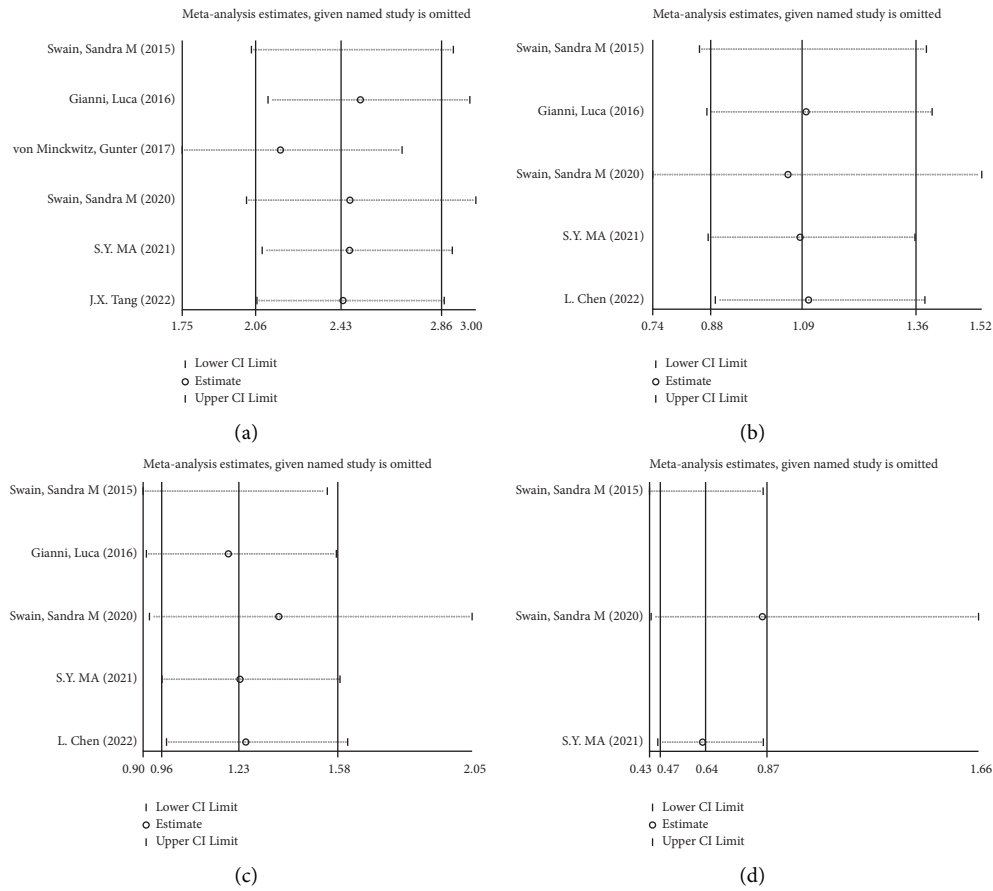 Meta-analysis estimates, given named study is omitted
Swain, Sandra M (2015)
Gianni, Luca (2016)
von Minckwitz, Gunter (2017)
Swain, Sandra M (2020)
S.Y. MA (2021)
J.X. Tang (2022)
1.75 2.06 2.43 2.86 3.00
Lower CI Limit
Estimate
Upper CI Limit
(a)
Meta-analysis estimates, given named study is omitted
Swain, Sandra M (2015)
Gianni, Luca (2016)
Swain, Sandra M (2020)
S.Y. MA (2021)
L. Chen (2022)
0.74 0.88 1.09 1.36 1.52
Lower CI Limit
Estimate
Upper CI Limit
(b)
Meta-analysis estimates, given named study is omitted
Swain, Sandra M (2015)
Gianni, Luca (2016)
Swain, Sandra M (2020)
S.Y. MA (2021)
L. Chen (2022)
0.90 0.96 1.23 1.58 2.05
Lower CI Limit
Estimate
Upper CI Limit
(c)
Meta-analysis estimates, given named study is omitted
Swain, Sandra M (2015)
Swain, Sandra M (2020)
S.Y. MA (2021)
0.43 0.47 0.64 0.87 1.66
Lower CI Limit
Estimate
Upper CI Limit
(d)